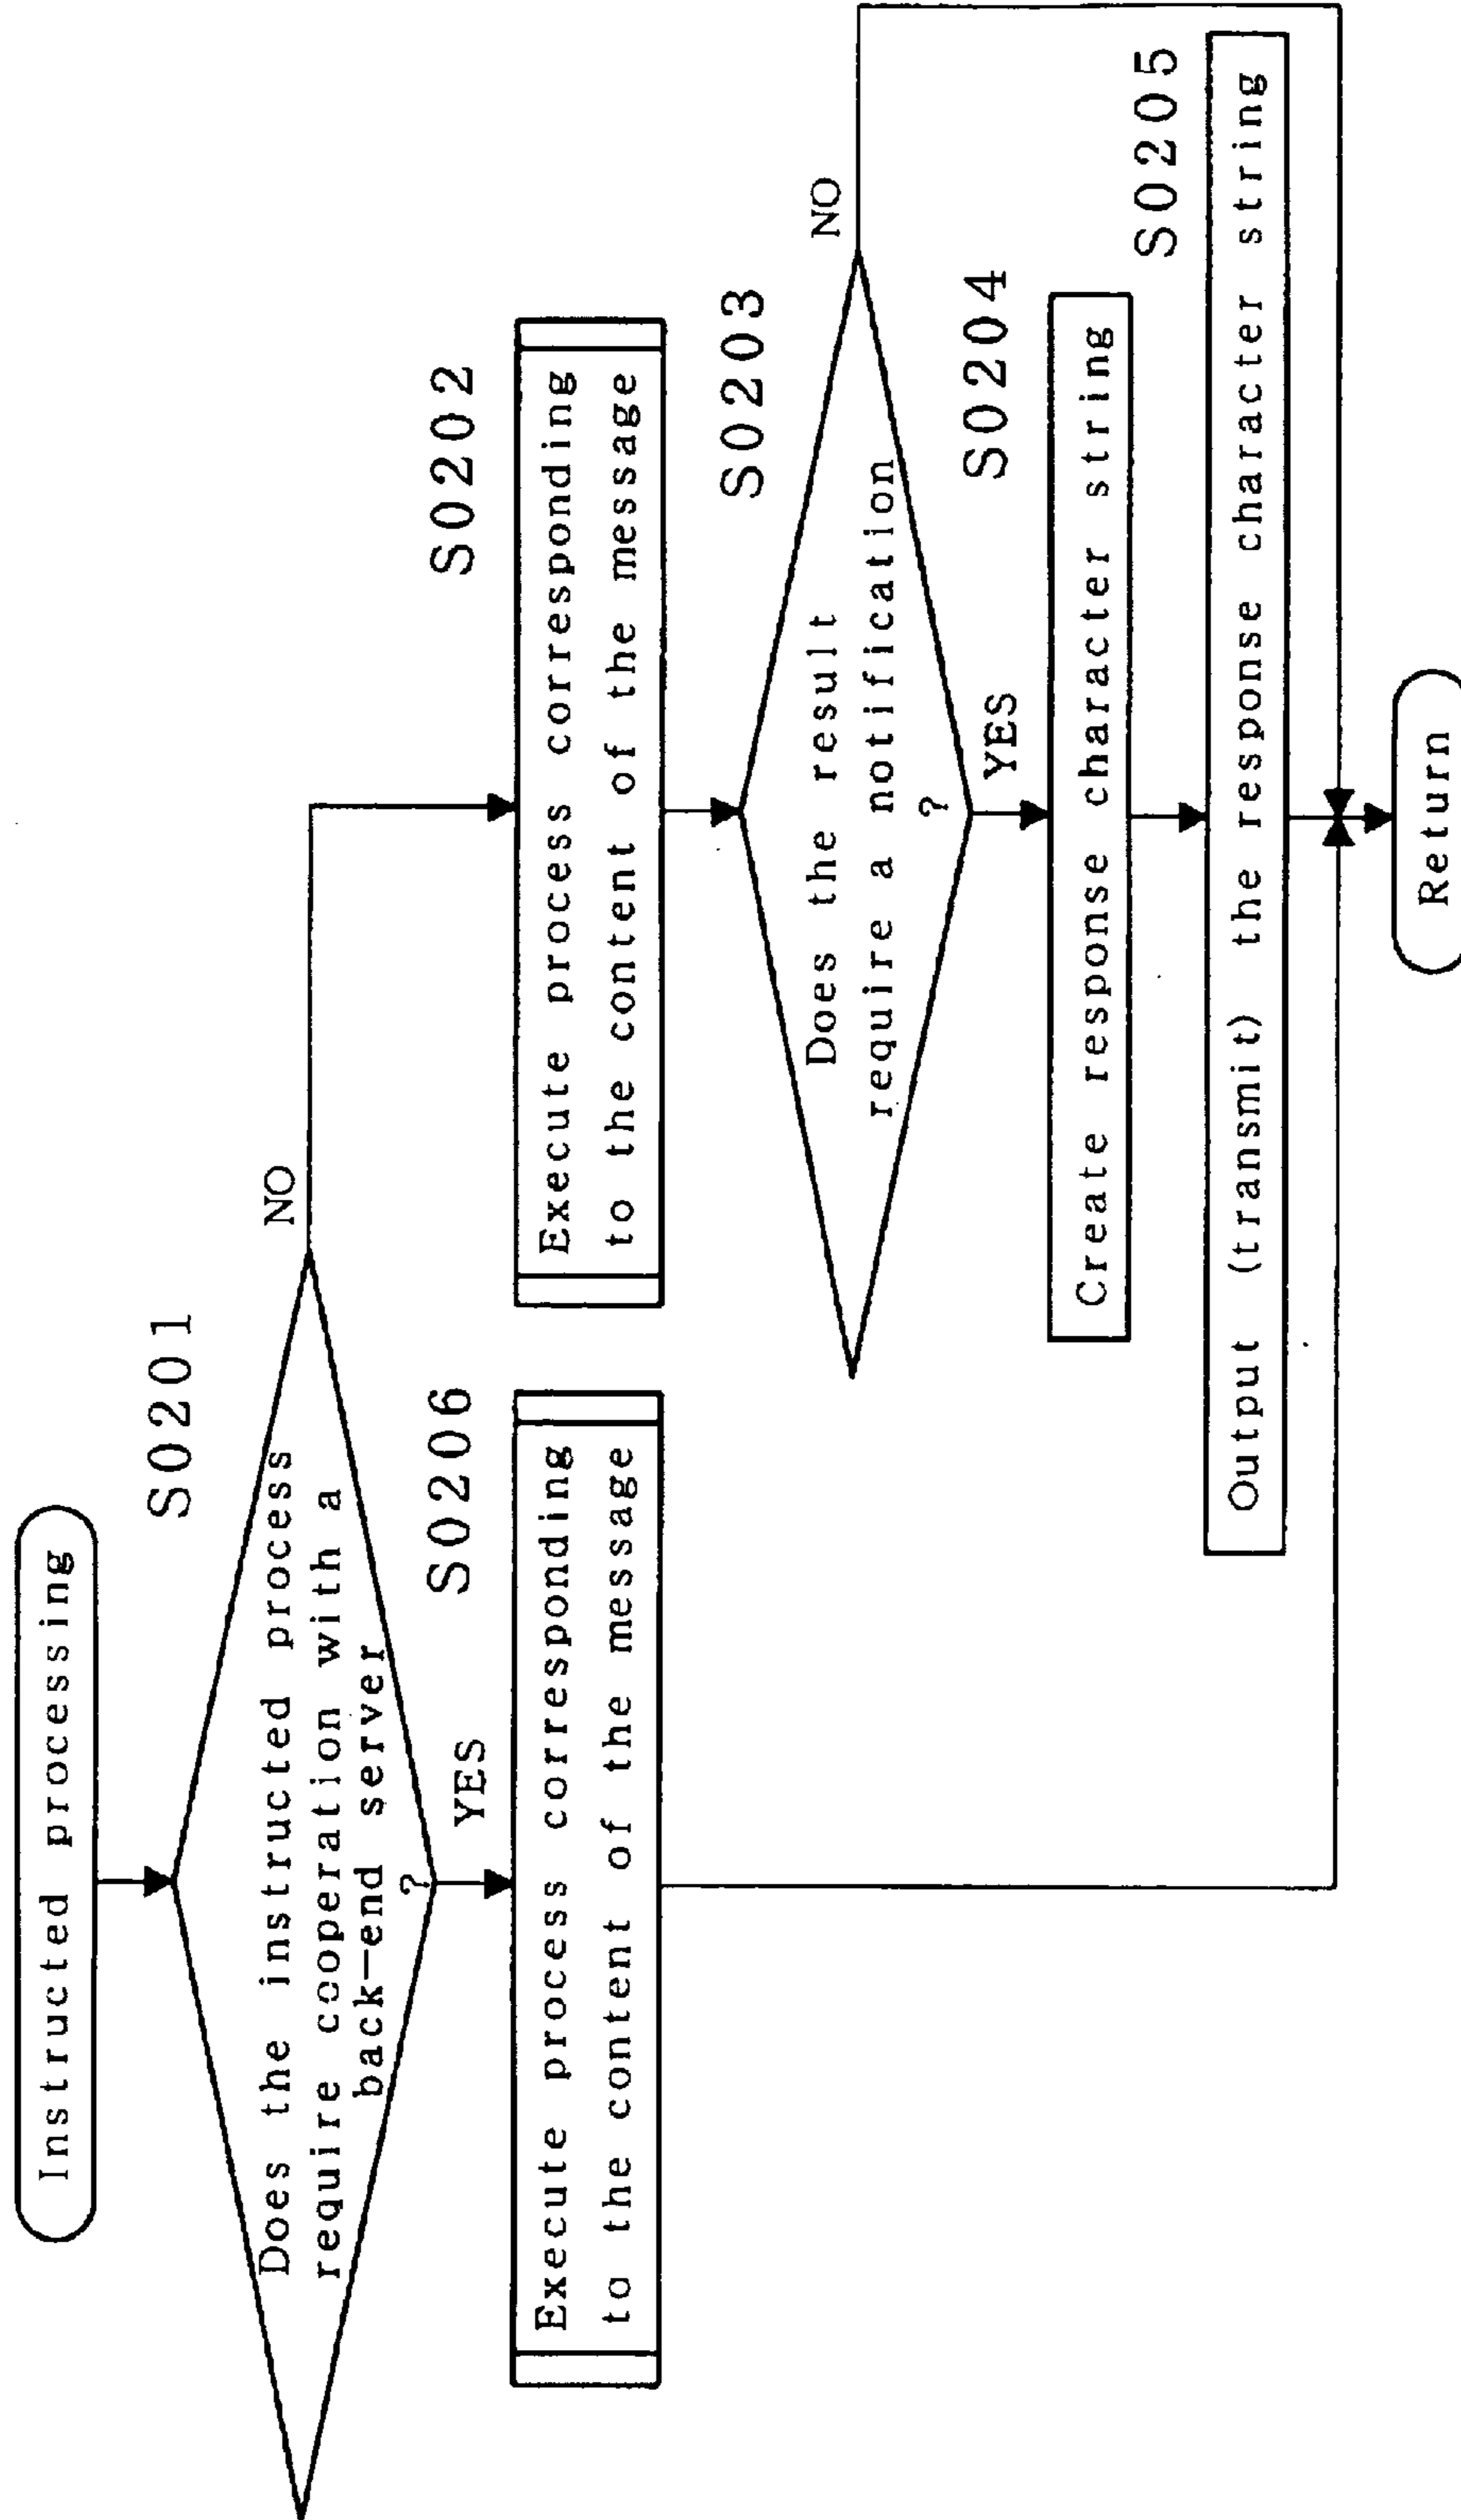 Instructed processing
S0201
Does the instructed process
require cooperation with a
back-end server
?
NO
YES
S0206
Execute process corresponding
to the content of the message
S0202
Execute process corresponding
to the content of the message
S0203
Does the result
require a notification
?
NO
YES
S0204
Create response character string
S0205
Output (transmit) the response character string
Return